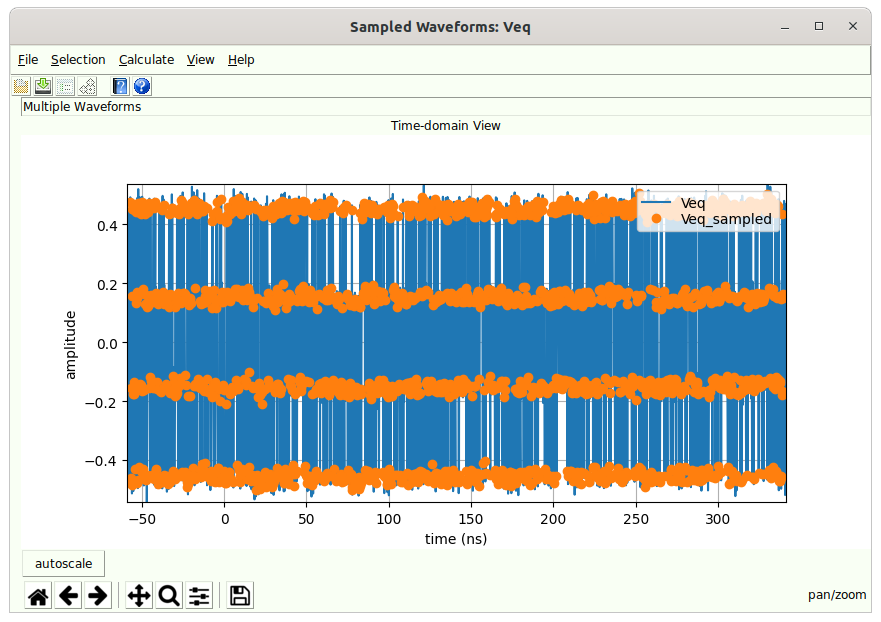 Sampled Waveforms: Veq
File Selection Calculate View Help
Multiple Waveforms
Time-domain View
Veq
Veq_sampled
0.4
0.2
0.0
−0.2
−0.4
amplitude
−50 0 50 100 150 200 250 300
time (ns)
autoscale
pan/zoom